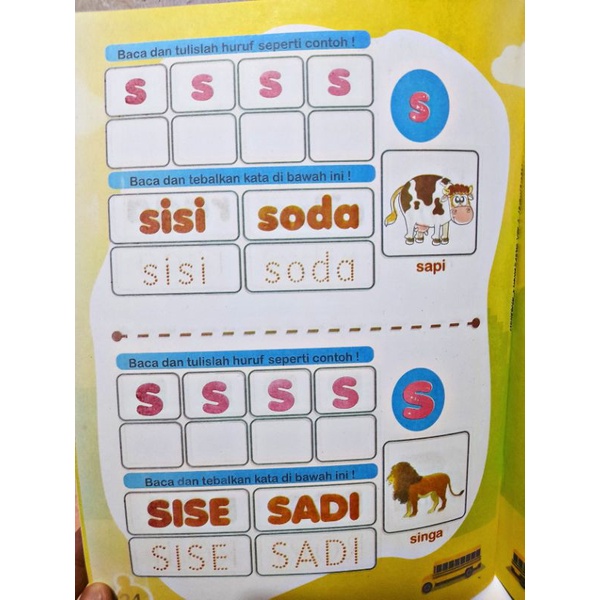 Baca dan tulislah huruf seperti contoh !
s s s s
s
Baca dan tebalkan kata di bawah ini !
sisi soda
sisi soda
sapi
Baca dan tulislah huruf seperti contoh !
s s s s
s
Baca dan tebalkan kata di bawah ini !
SISE SADI
SISE SADI
singa